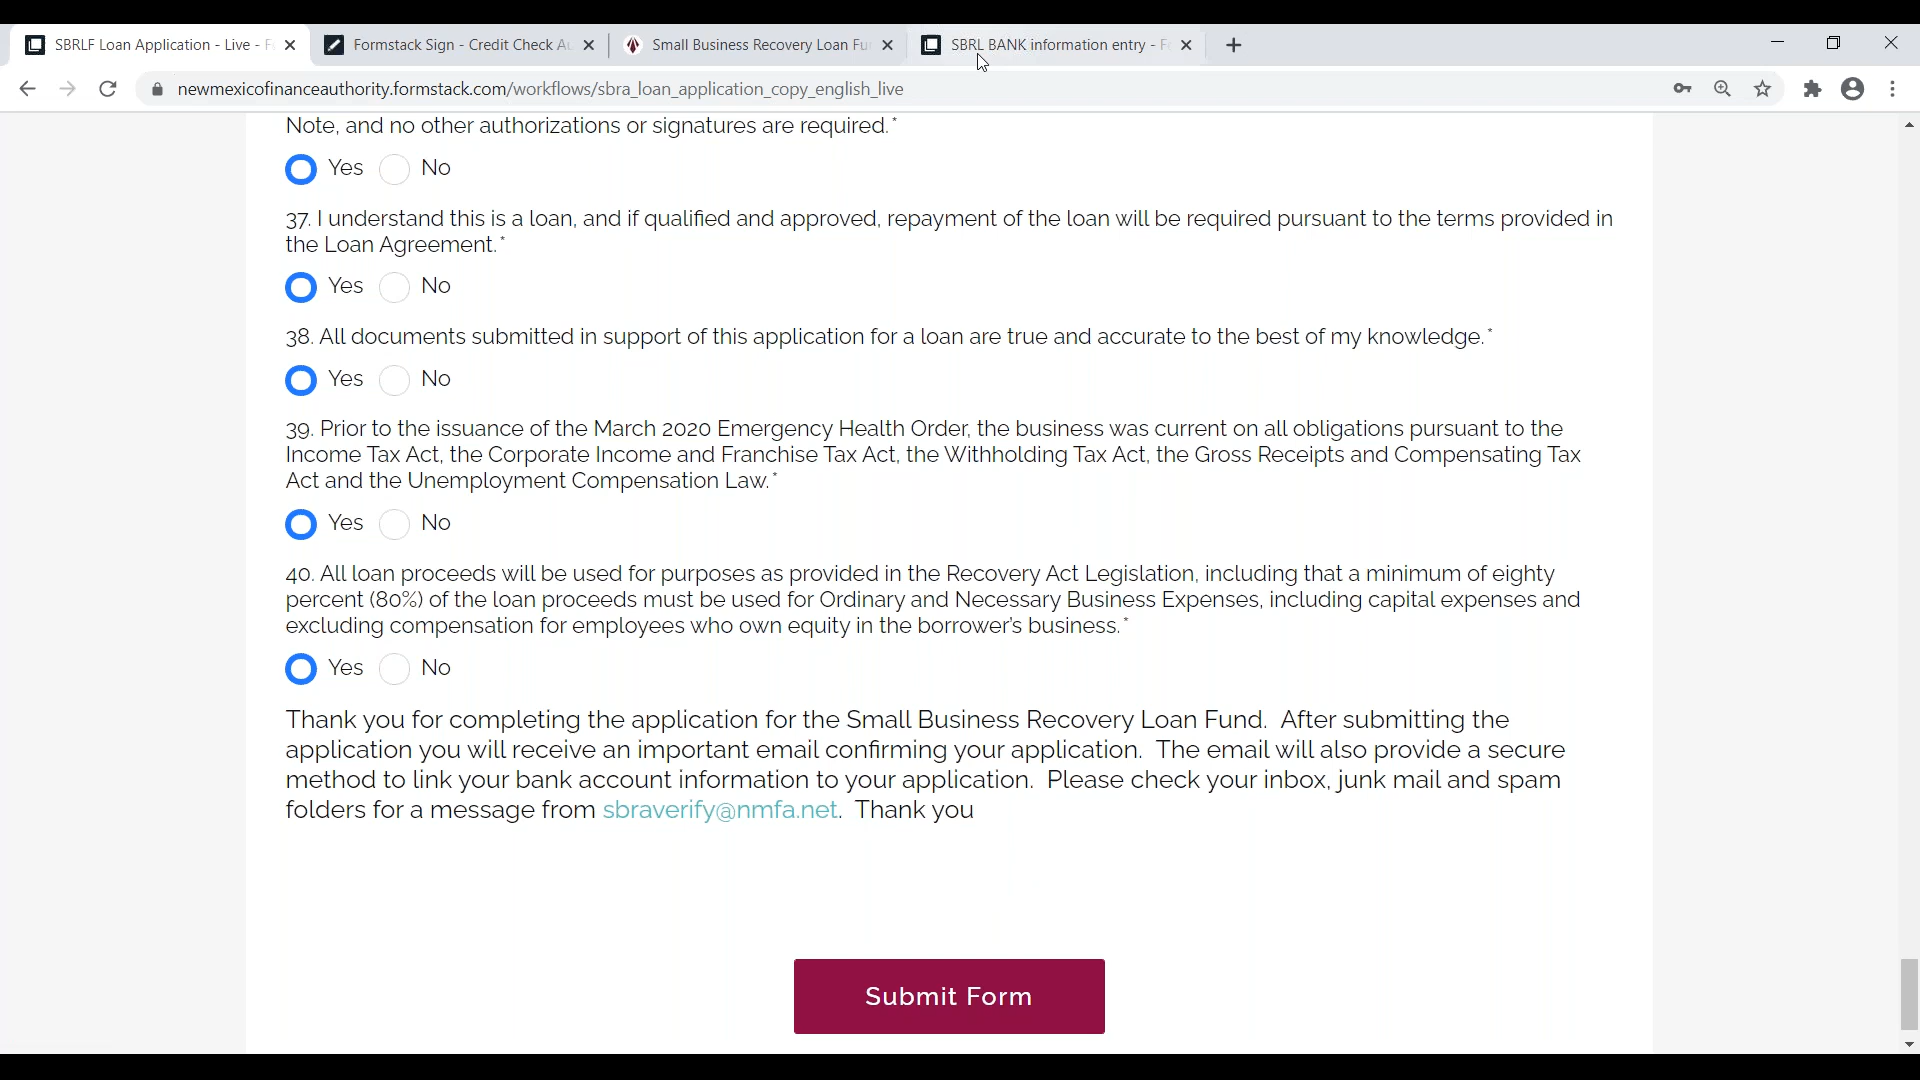 SBRLF Loan Application - Live - F
Formstack Sign - Credit Check Au
Small Business Recovery Loan Fun
SBRL BANK information entry - Fo
newmexicofinanceauthority.formstack.com/workflows/sbra_loan_application_copy_english_live
Note, and no other authorizations or signatures are required.*
Yes No
37. I understand this is a loan, and if qualified and approved, repayment of the loan will be required pursuant to the terms provided in
the Loan Agreement.*
Yes No
38. All documents submitted in support of this application for a loan are true and accurate to the best of my knowledge.*
Yes No
39. Prior to the issuance of the March 2020 Emergency Health Order, the business was current on all obligations pursuant to the
Income Tax Act, the Corporate Income and Franchise Tax Act, the Withholding Tax Act, the Gross Receipts and Compensating Tax
Act and the Unemployment Compensation Law.*
Yes No
40. All loan proceeds will be used for purposes as provided in the Recovery Act Legislation, including that a minimum of eighty
percent (80%) of the loan proceeds must be used for Ordinary and Necessary Business Expenses, including capital expenses and
excluding compensation for employees who own equity in the borrower's business.*
Yes No
Thank you for completing the application for the Small Business Recovery Loan Fund. After submitting the
application you will receive an important email confirming your application. The email will also provide a secure
method to link your bank account information to your application. Please check your inbox, junk mail and spam
folders for a message from sbraverify@nmfa.net. Thank you
Submit Form